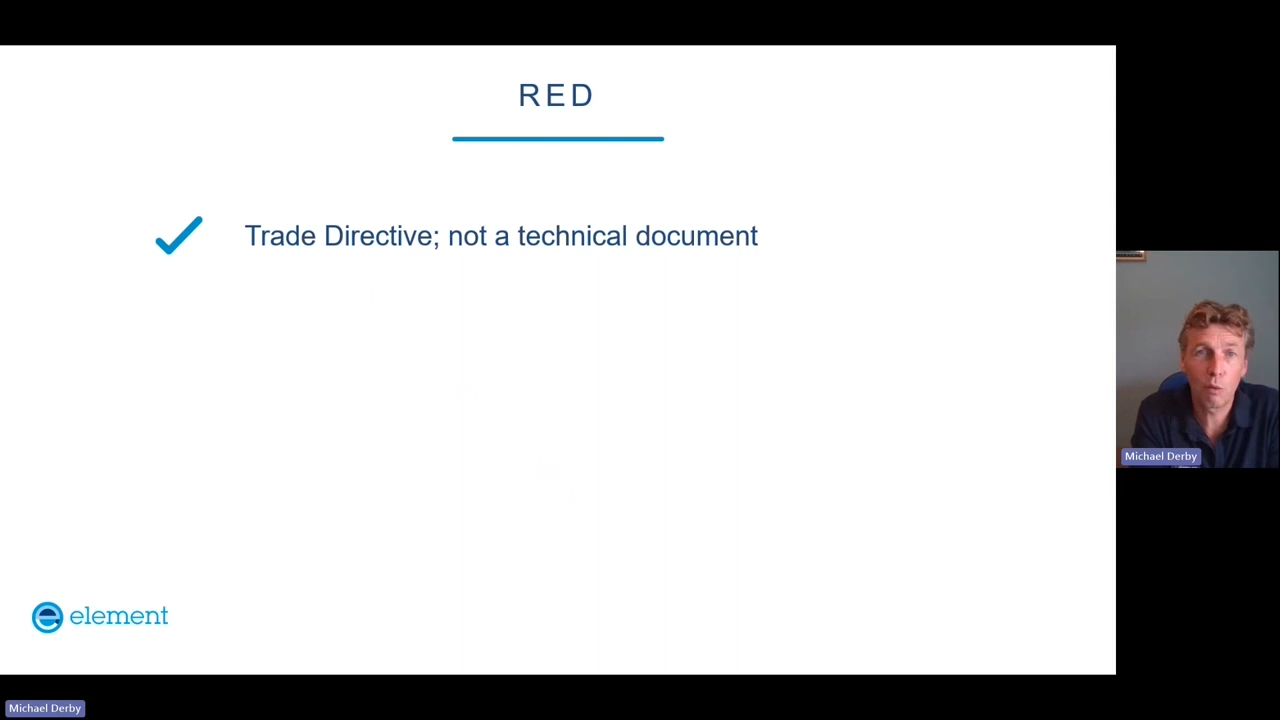 RED
Trade Directive; not a technical document
element
Michael Derby
Michael Derby